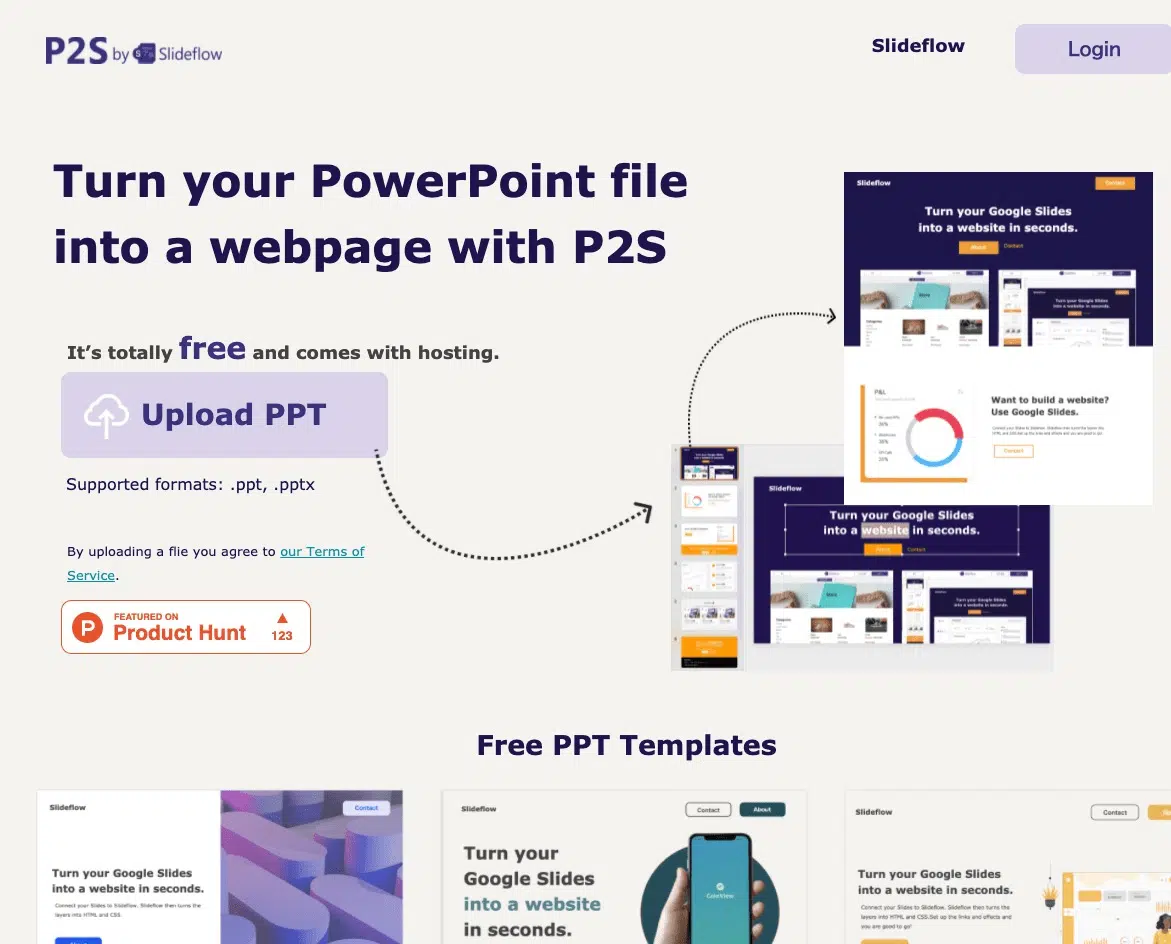 P2S by Slideflow
Slideflow
Login
Turn your PowerPoint file
into a webpage with P2S
It’s totally free and comes with hosting.
Upload PPT
Supported formats: .ppt, .pptx
By uploading a flie you agree to our Terms of
Service.
FEATURED ON
Product Hunt
123
Slideflow
Contact
Turn your Google Slides
into a website in seconds.
About
Contact
P&L
36%
38%
20%
Want to build a website?
Use Google Slides.
Contact
Slideflow
Turn your Google Slides
into a website in seconds.
About
Contact
Free PPT Templates
Slideflow
Contact
Turn your Google Slides
into a website in seconds.
Connect your Slides to Slideflow. Slideflow then turns the
layers into HTML and CSS.
Slideflow
Contact
About
Turn your
Google Slides
into a website
in seconds.
Slideflow
Contact
Turn your Google Slides
into a website in seconds.
Connect your Slides to Slideflow. Slideflow then turns the
layers into HTML and CSS.Set up the links and effects and
you are good to go!